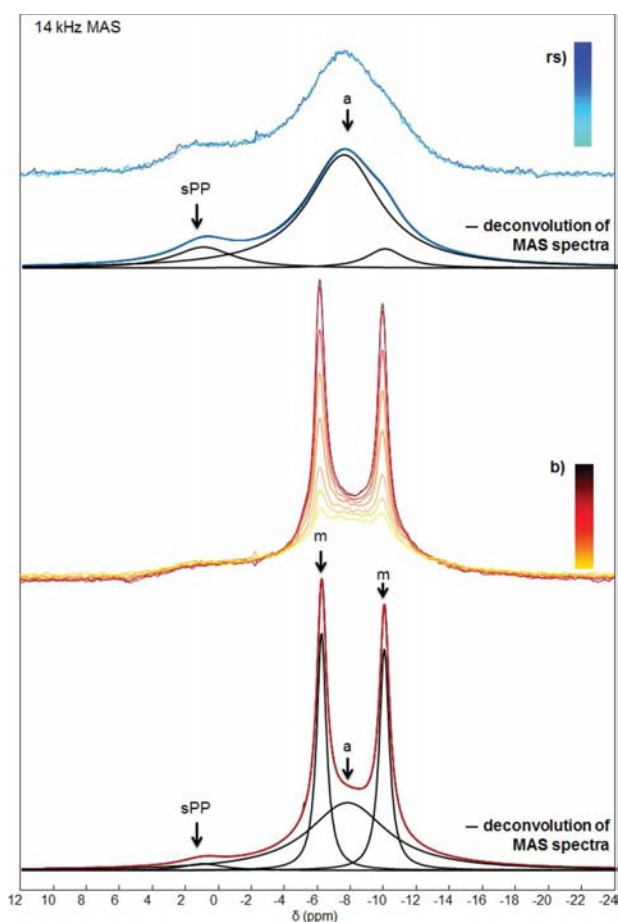 14 kHz MAS
rs)
a
sPP
— deconvolution of
MAS spectra
b)
m
m
a
sPP
— deconvolution of
MAS spectra
12 10 8 6 4 2 0 -2 -4 -6 -8 -10 -12 -14 -16 -18 -20 -22 -24
δ (ppm)